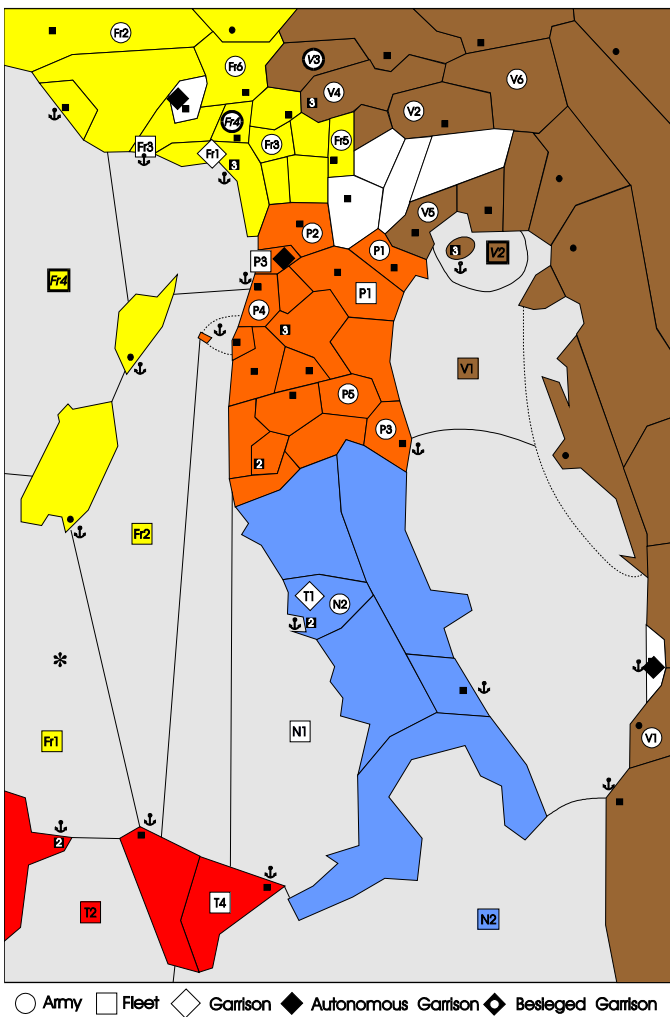 Fr2
Fr6
V3
V4
V6
3
V2
Fr4
Fr3
Fr1
3
Fr3
Fr5
V5
P2
P1
3
V2
P3
Fr4
P1
P4
3
V1
P5
P3
2
Fr2
T1
N2
2
*
Fr1
N1
V1
2
T2
T4
N2
Army Fleet Garrison Autonomous Garrison Besieged Garrison